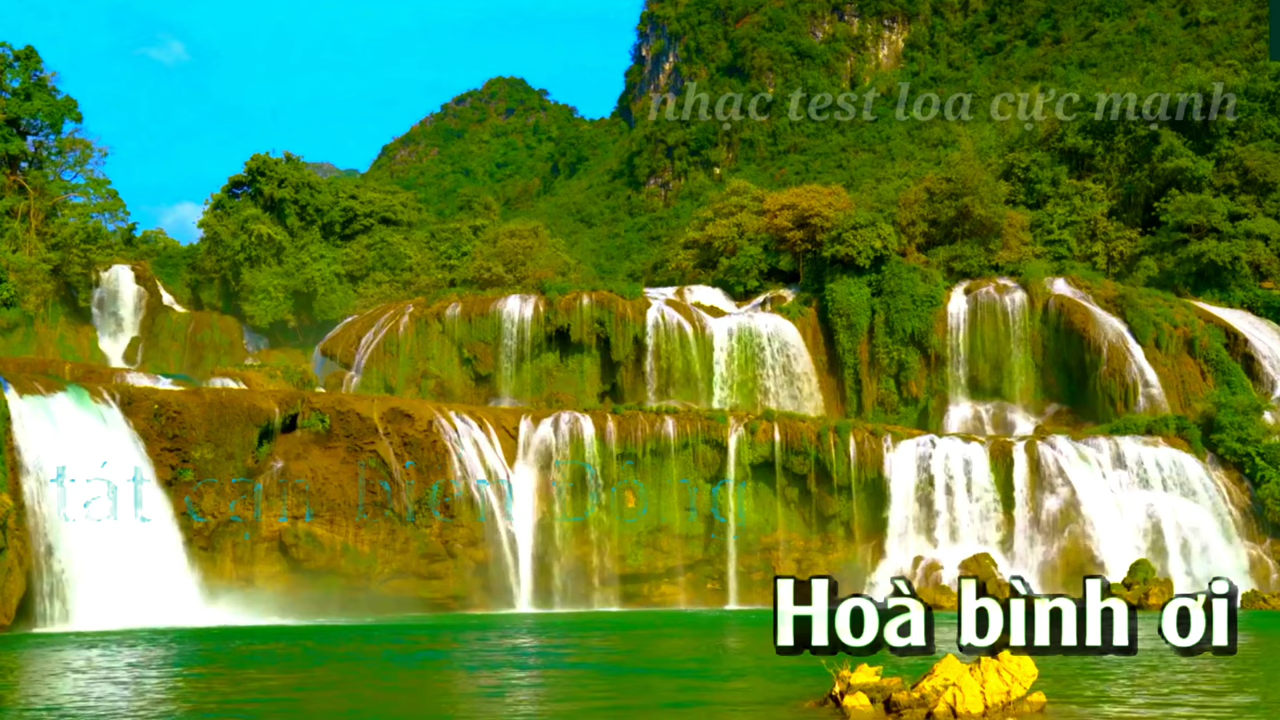 nhạc test loa cực mạnh
tát cạn Biển Đông
Hoà bình ơi